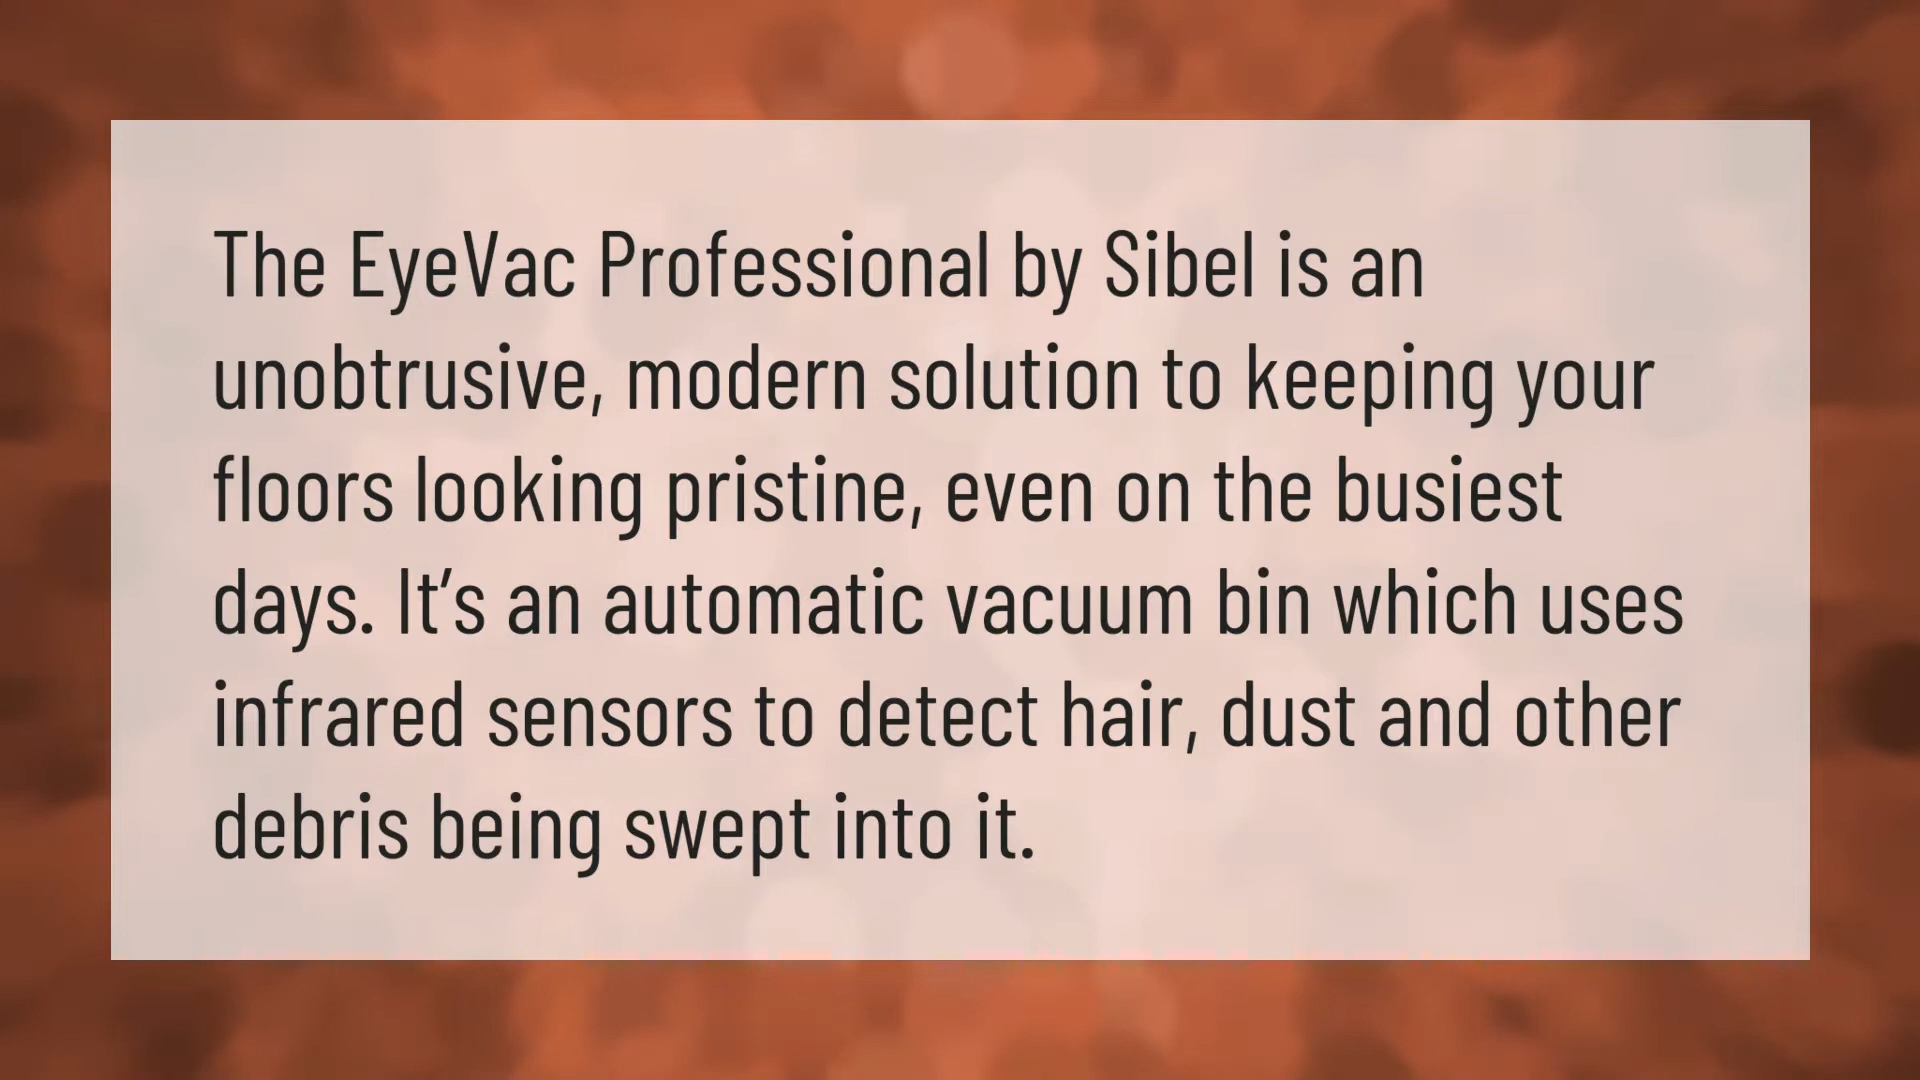 The EyeVac Professional by Sibel is an
unobtrusive, modern solution to keeping your
floors looking pristine, even on the busiest
days. It’s an automatic vacuum bin which uses
infrared sensors to detect hair, dust and other
debris being swept into it.